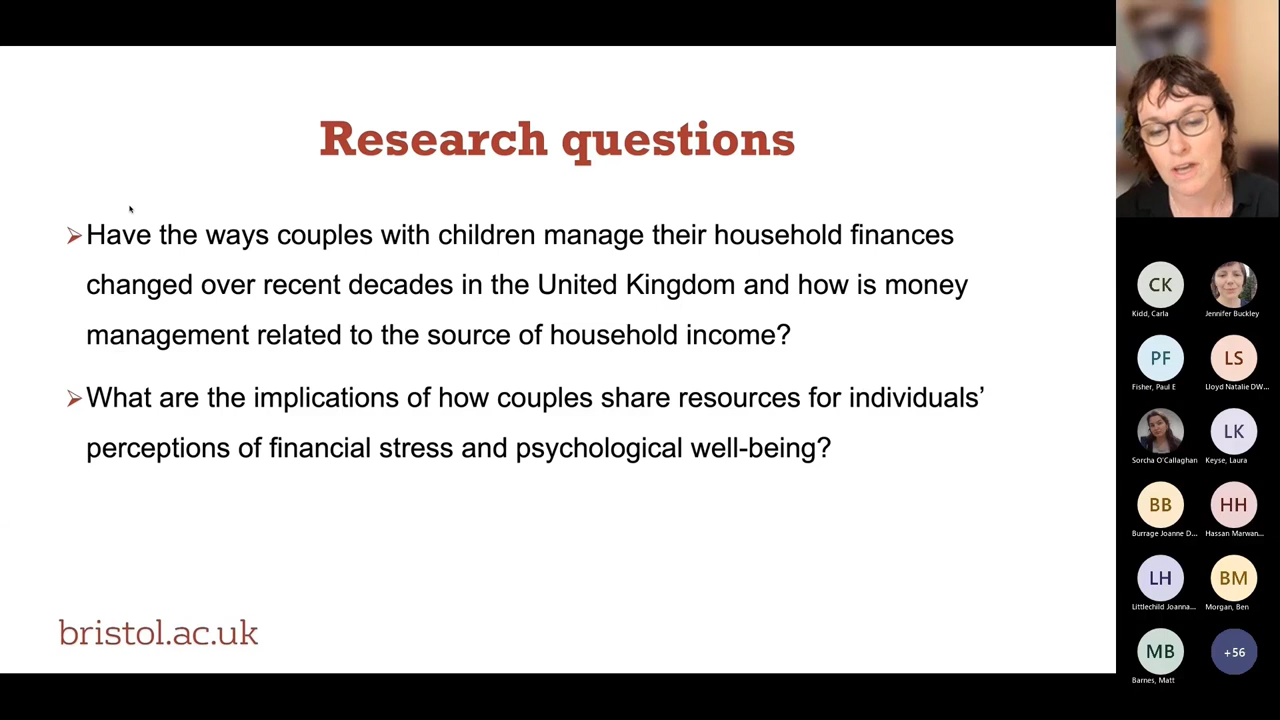 Research questions
Have the ways couples with children manage their household finances
changed over recent decades in the United Kingdom and how is money
management related to the source of household income?
What are the implications of how couples share resources for individuals’
perceptions of financial stress and psychological well-being?
bristol.ac.uk
CK
Kidd, Carla
Jennifer Buckley
PF
Fisher, Paul E
LS
Lloyd Natalie DW...
Sorcha O'Callaghan
LK
Keyse, Laura
BB
Burrage Joanne D...
HH
Hassan Marwan...
LH
Littlechild Joanna...
BM
Morgan, Ben
MB
Barnes, Matt
+56